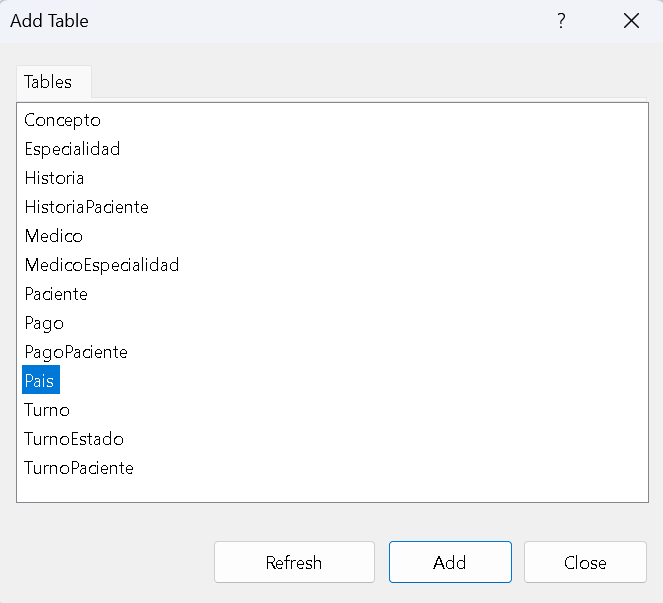 Add Table
?
Tables
Concepto
Especialidad
Historia
HistoriaPaciente
Medico
MedicoEspecialidad
Paciente
Pago
PagoPaciente
Pais
Turno
TurnoEstado
TurnoPaciente
Refresh Add Close